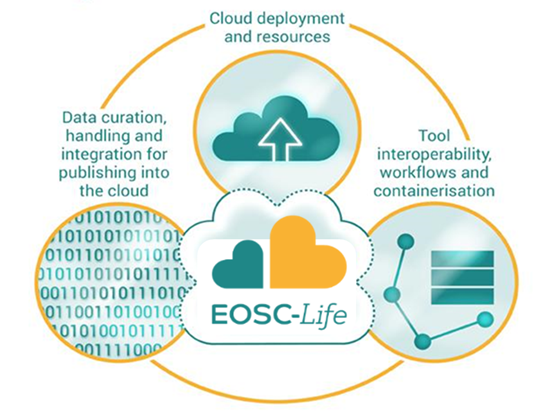 Cloud deployment
and resources
Data curation,
handling and
integration for
publishing into
the cloud
Tool
interoperability,
workflows and
containerisation
EOSC-Life